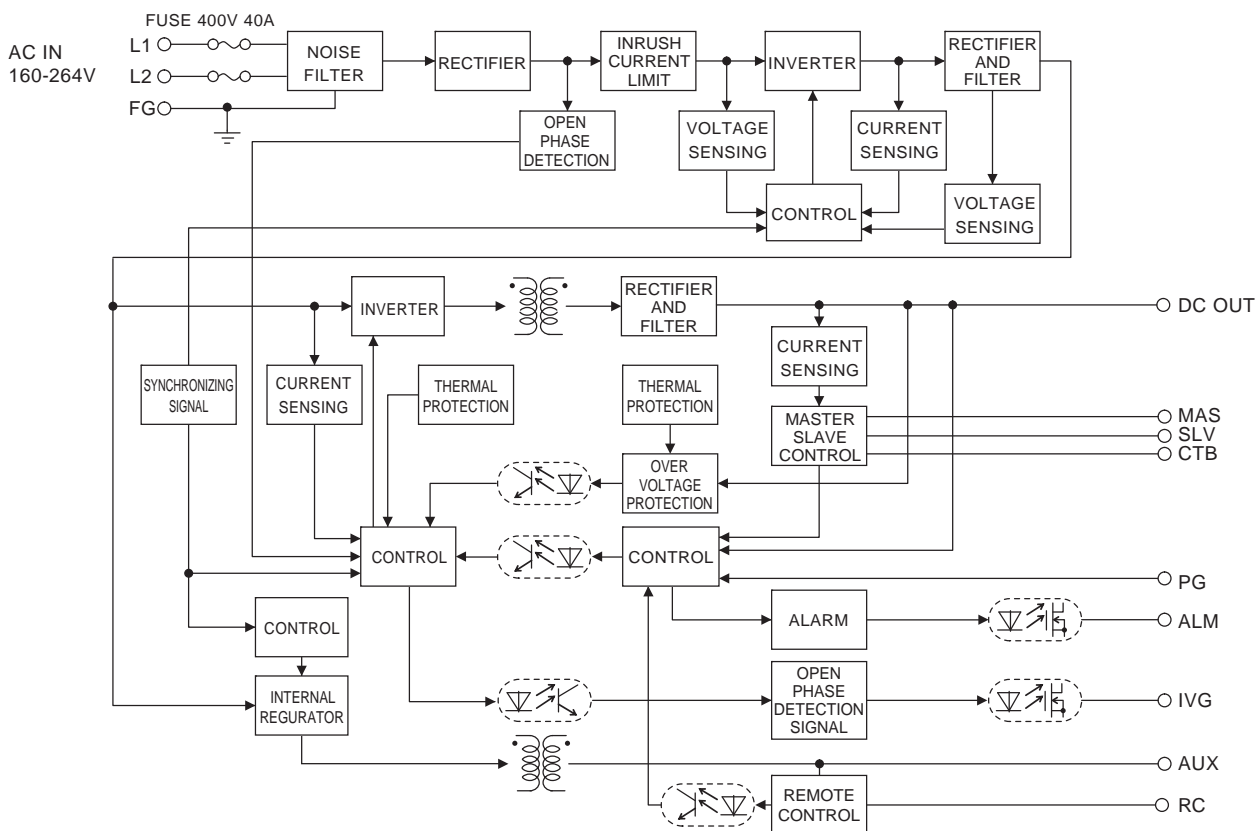 FUSE 400V 40A
AC IN
160-264V
L1
L2
FG
NOISE
FILTER
RECTIFIER
INRUSH
CURRENT
LIMIT
INVERTER
RECTIFIER
AND
FILTER
OPEN
PHASE
DETECTION
VOLTAGE
SENSING
CURRENT
SENSING
CONTROL
VOLTAGE
SENSING
INVERTER
RECTIFIER
AND
FILTER
DC OUT
CURRENT
SENSING
SYNCHRONIZING
SIGNAL
CURRENT
SENSING
THERMAL
PROTECTION
THERMAL
PROTECTION
MASTER
SLAVE
CONTROL
MAS
SLV
CTB
OVER
VOLTAGE
PROTECTION
CONTROL
CONTROL
PG
CONTROL
ALARM
ALM
INTERNAL
REGURATOR
OPEN
PHASE
DETECTION
SIGNAL
IVG
AUX
REMOTE
CONTROL
RC